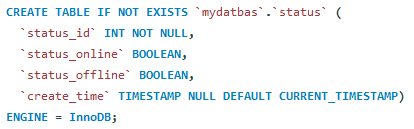 CREATE TABLE IF NOT EXISTS `mydatbas`.`status` (
`status_id` INT NOT NULL,
`status_online` BOOLEAN,
`status_offline` BOOLEAN,
`create_time` TIMESTAMP NULL DEFAULT CURRENT_TIMESTAMP)
ENGINE = InnoDB;